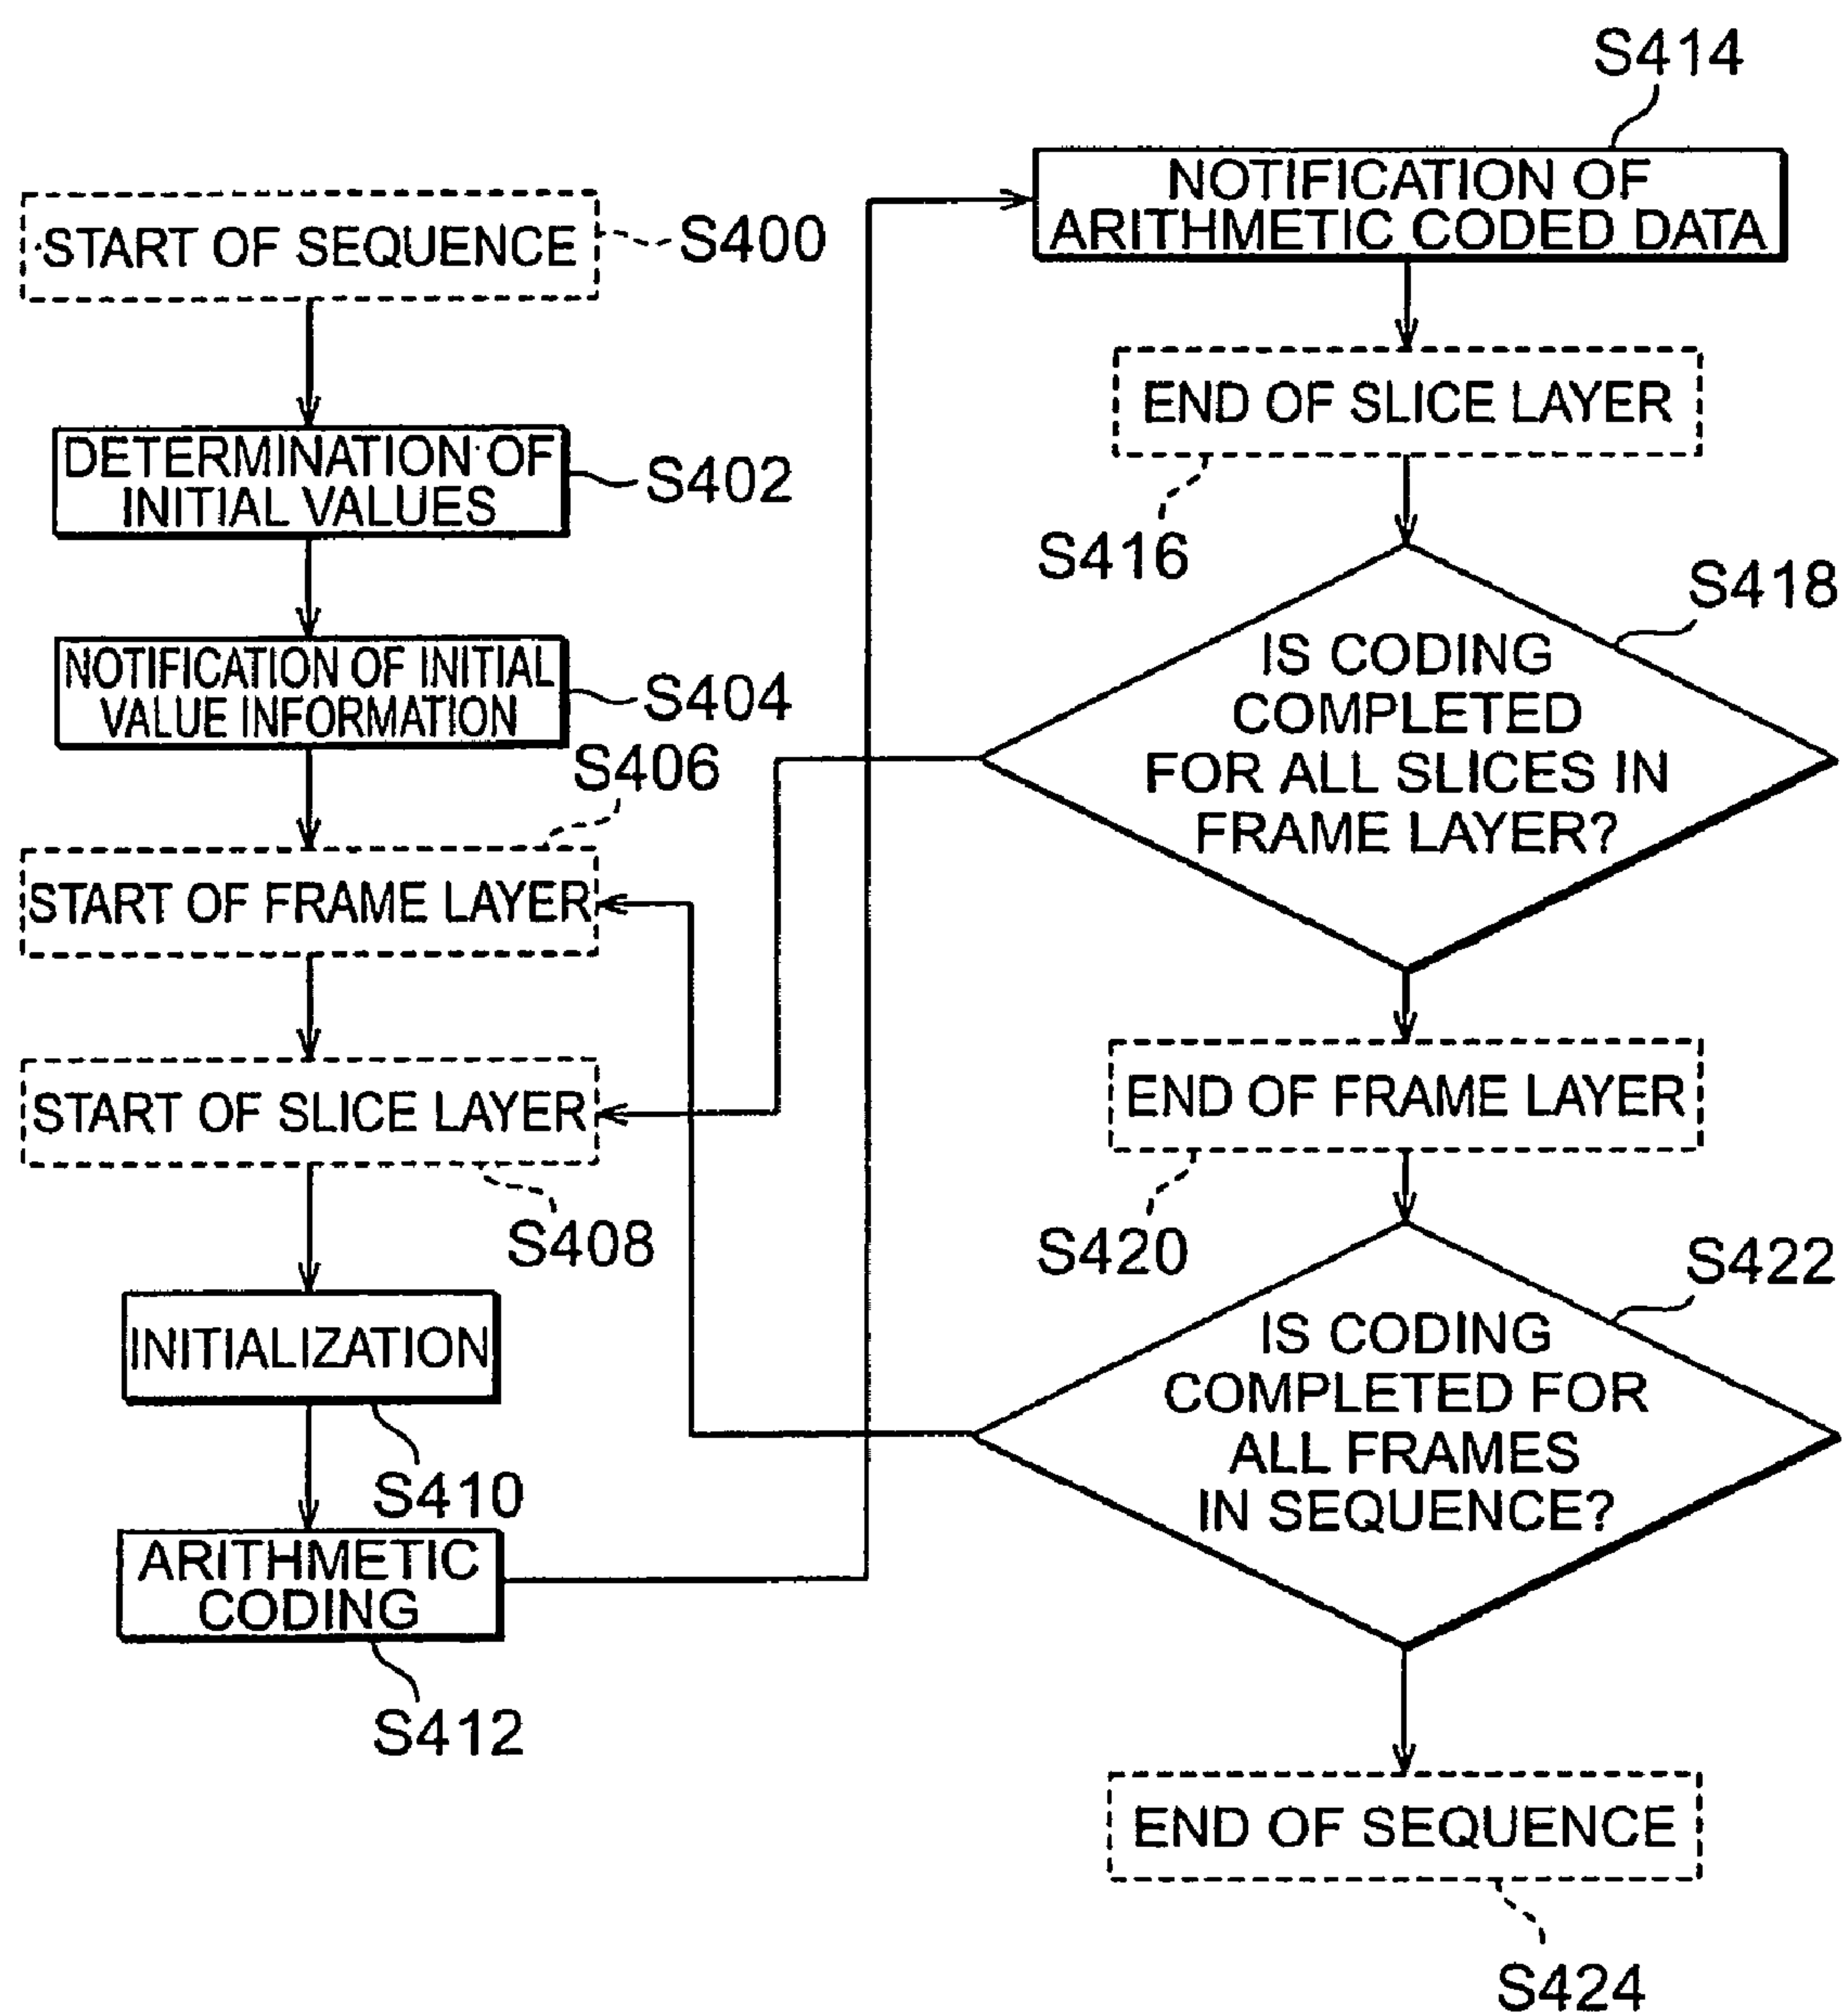 START OF SEQUENCE
S400
DETERMINATION OF
INITIAL VALUES
S402
NOTIFICATION OF INITIAL
VALUE INFORMATION
S404
S406
START OF FRAME LAYER
START OF SLICE LAYER
S408
INITIALIZATION
S410
ARITHMETIC
CODING
S412
S414
NOTIFICATION OF
ARITHMETIC CODED DATA
END OF SLICE LAYER
S416
S418
IS CODING
COMPLETED
FOR ALL SLICES IN
FRAME LAYER?
END OF FRAME LAYER
S420
S422
IS CODING
COMPLETED FOR
ALL FRAMES
IN SEQUENCE?
END OF SEQUENCE
S424